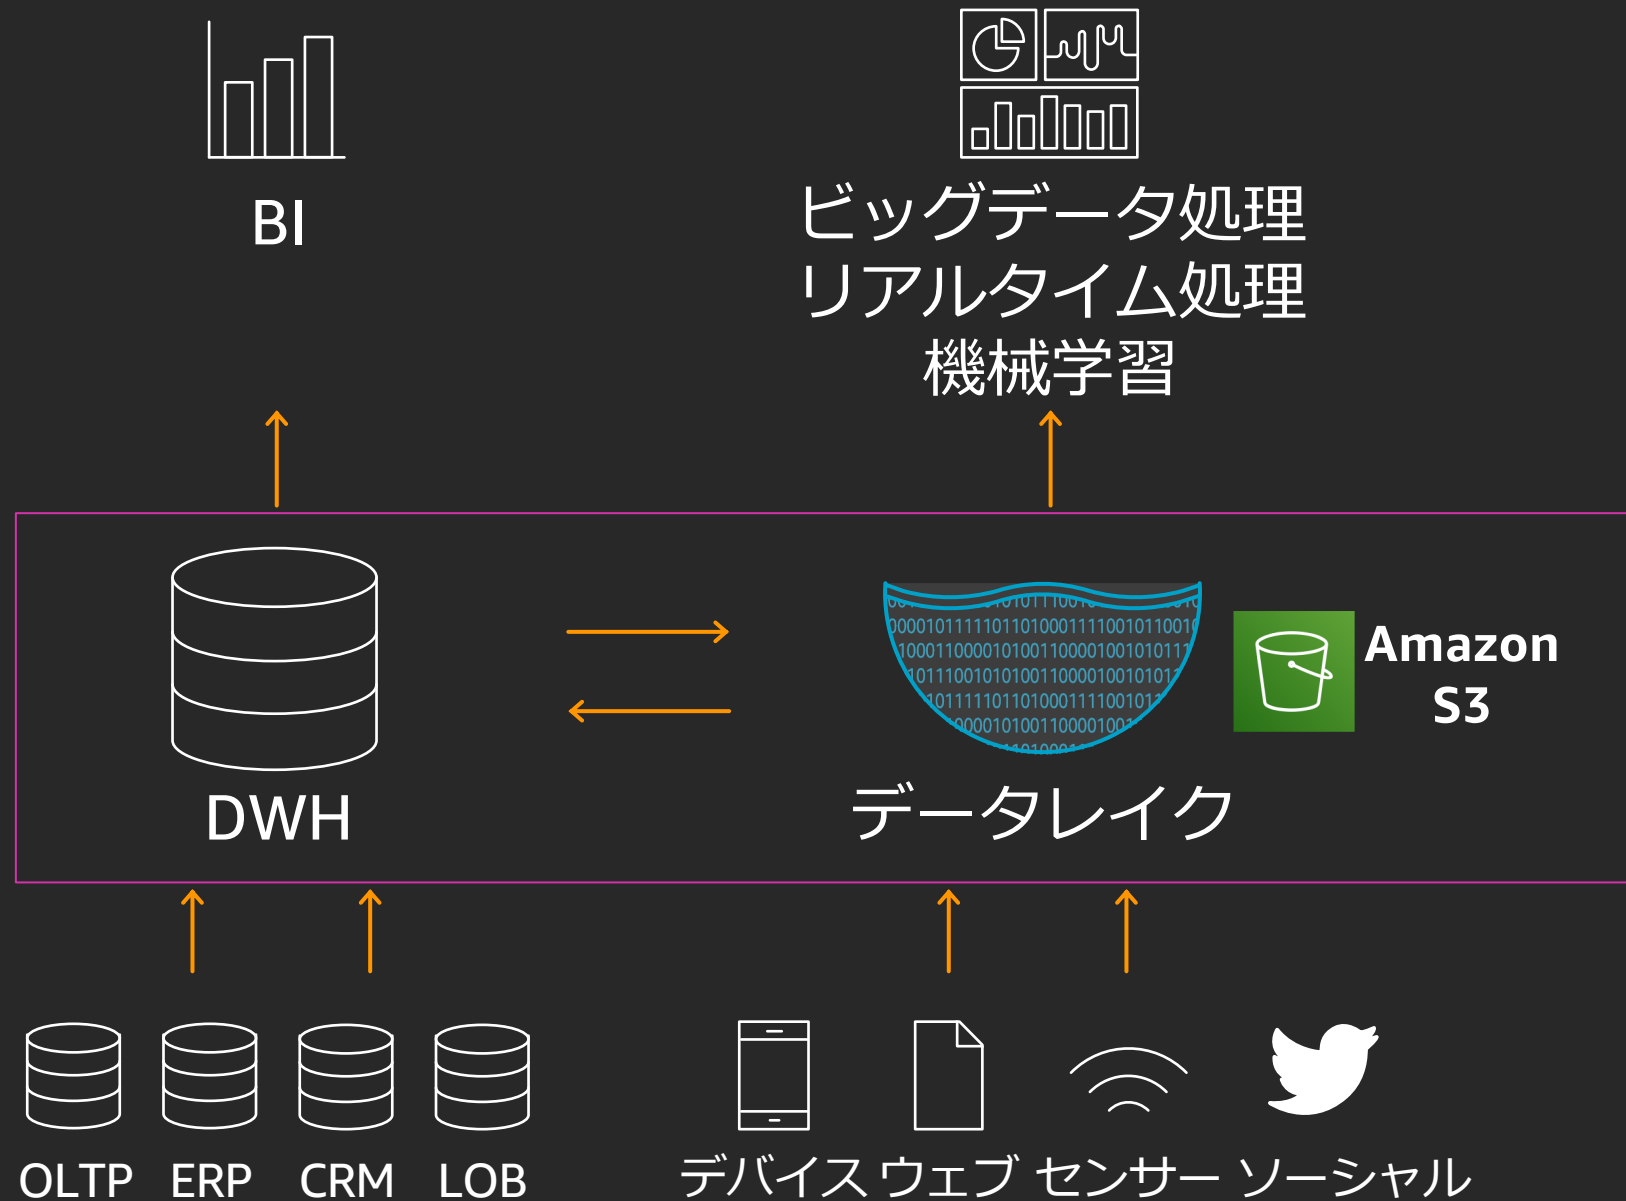 BI
ビッグデータ処理
リアルタイム処理
機械学習
DWH
データレイク
Amazon
S3
OLTP ERP CRM LOB
デバイス ウェブ センサー ソーシャル